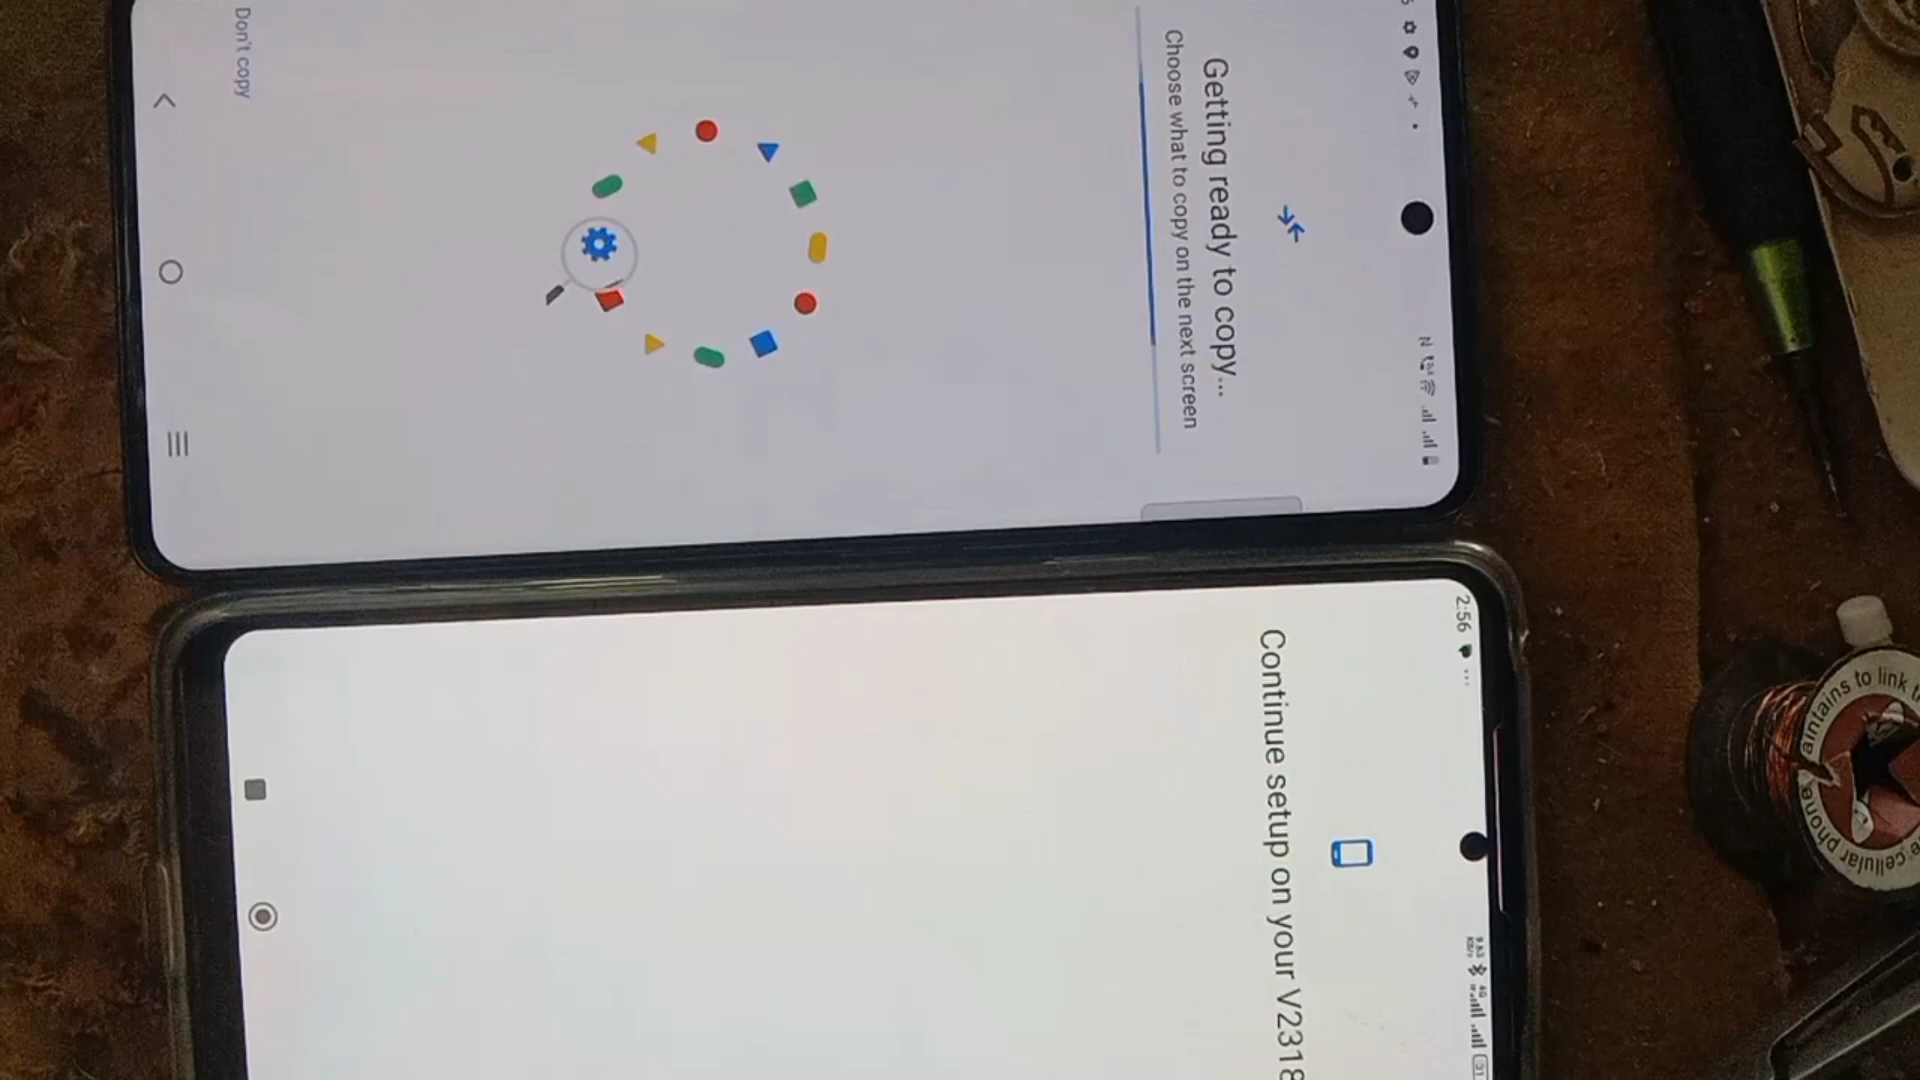 Getting ready to copy...
Choose what to copy on the next screen
Don't copy
2:56
4G
Continue setup on your V2318
aintains to link
cellular phone